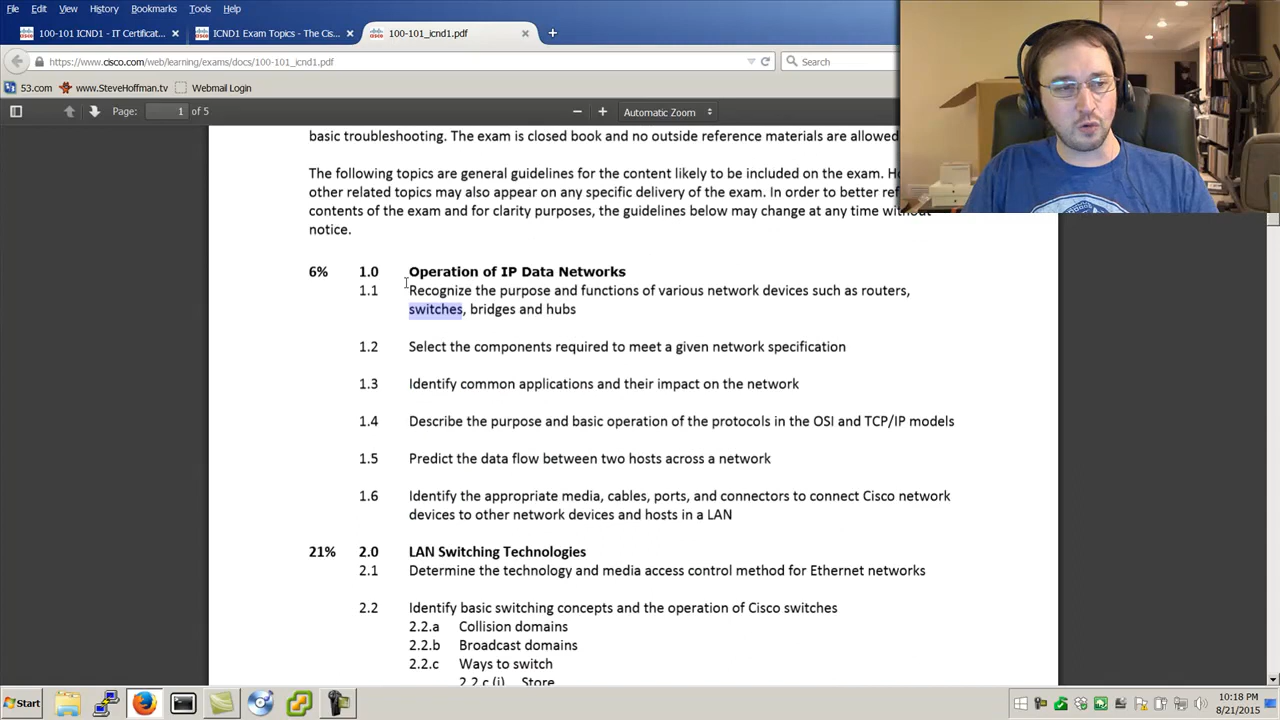 File Edit View History Bookmarks Tools Help
100-101 ICND1 - IT Certificat... × ICND1 Exam Topics - The Cis... × 100-101_icnd1.pdf ×
https://www.cisco.com/web/learning/exams/docs/100-101_icnd1.pdf Search
53.com www.SteveHoffman.tv Webmail Login
Page: 1 of 5 Automatic Zoom
basic troubleshooting. The exam is closed book and no outside reference materials are allowed
The following topics are general guidelines for the content likely to be included on the exam.
other related topics may also appear on any specific delivery of the exam. In order to better
contents of the exam and for clarity purposes, the guidelines below may change at any time without
notice.
6% 1.0 Operation of IP Data Networks
1.1 Recognize the purpose and functions of various network devices such as routers,
switches, bridges and hubs
1.2 Select the components required to meet a given network specification
1.3 Identify common applications and their impact on the network
1.4 Describe the purpose and basic operation of the protocols in the OSI and TCP/IP models
1.5 Predict the data flow between two hosts across a network
1.6 Identify the appropriate media, cables, ports, and connectors to connect Cisco network
devices to other network devices and hosts in a LAN
21% 2.0 LAN Switching Technologies
2.1 Determine the technology and media access control method for Ethernet networks
2.2 Identify basic switching concepts and the operation of Cisco switches
2.2.a Collision domains
2.2.b Broadcast domains
2.2.c Ways to switch
2.2.c (i) Store
Start 10:18 PM
8/21/2015